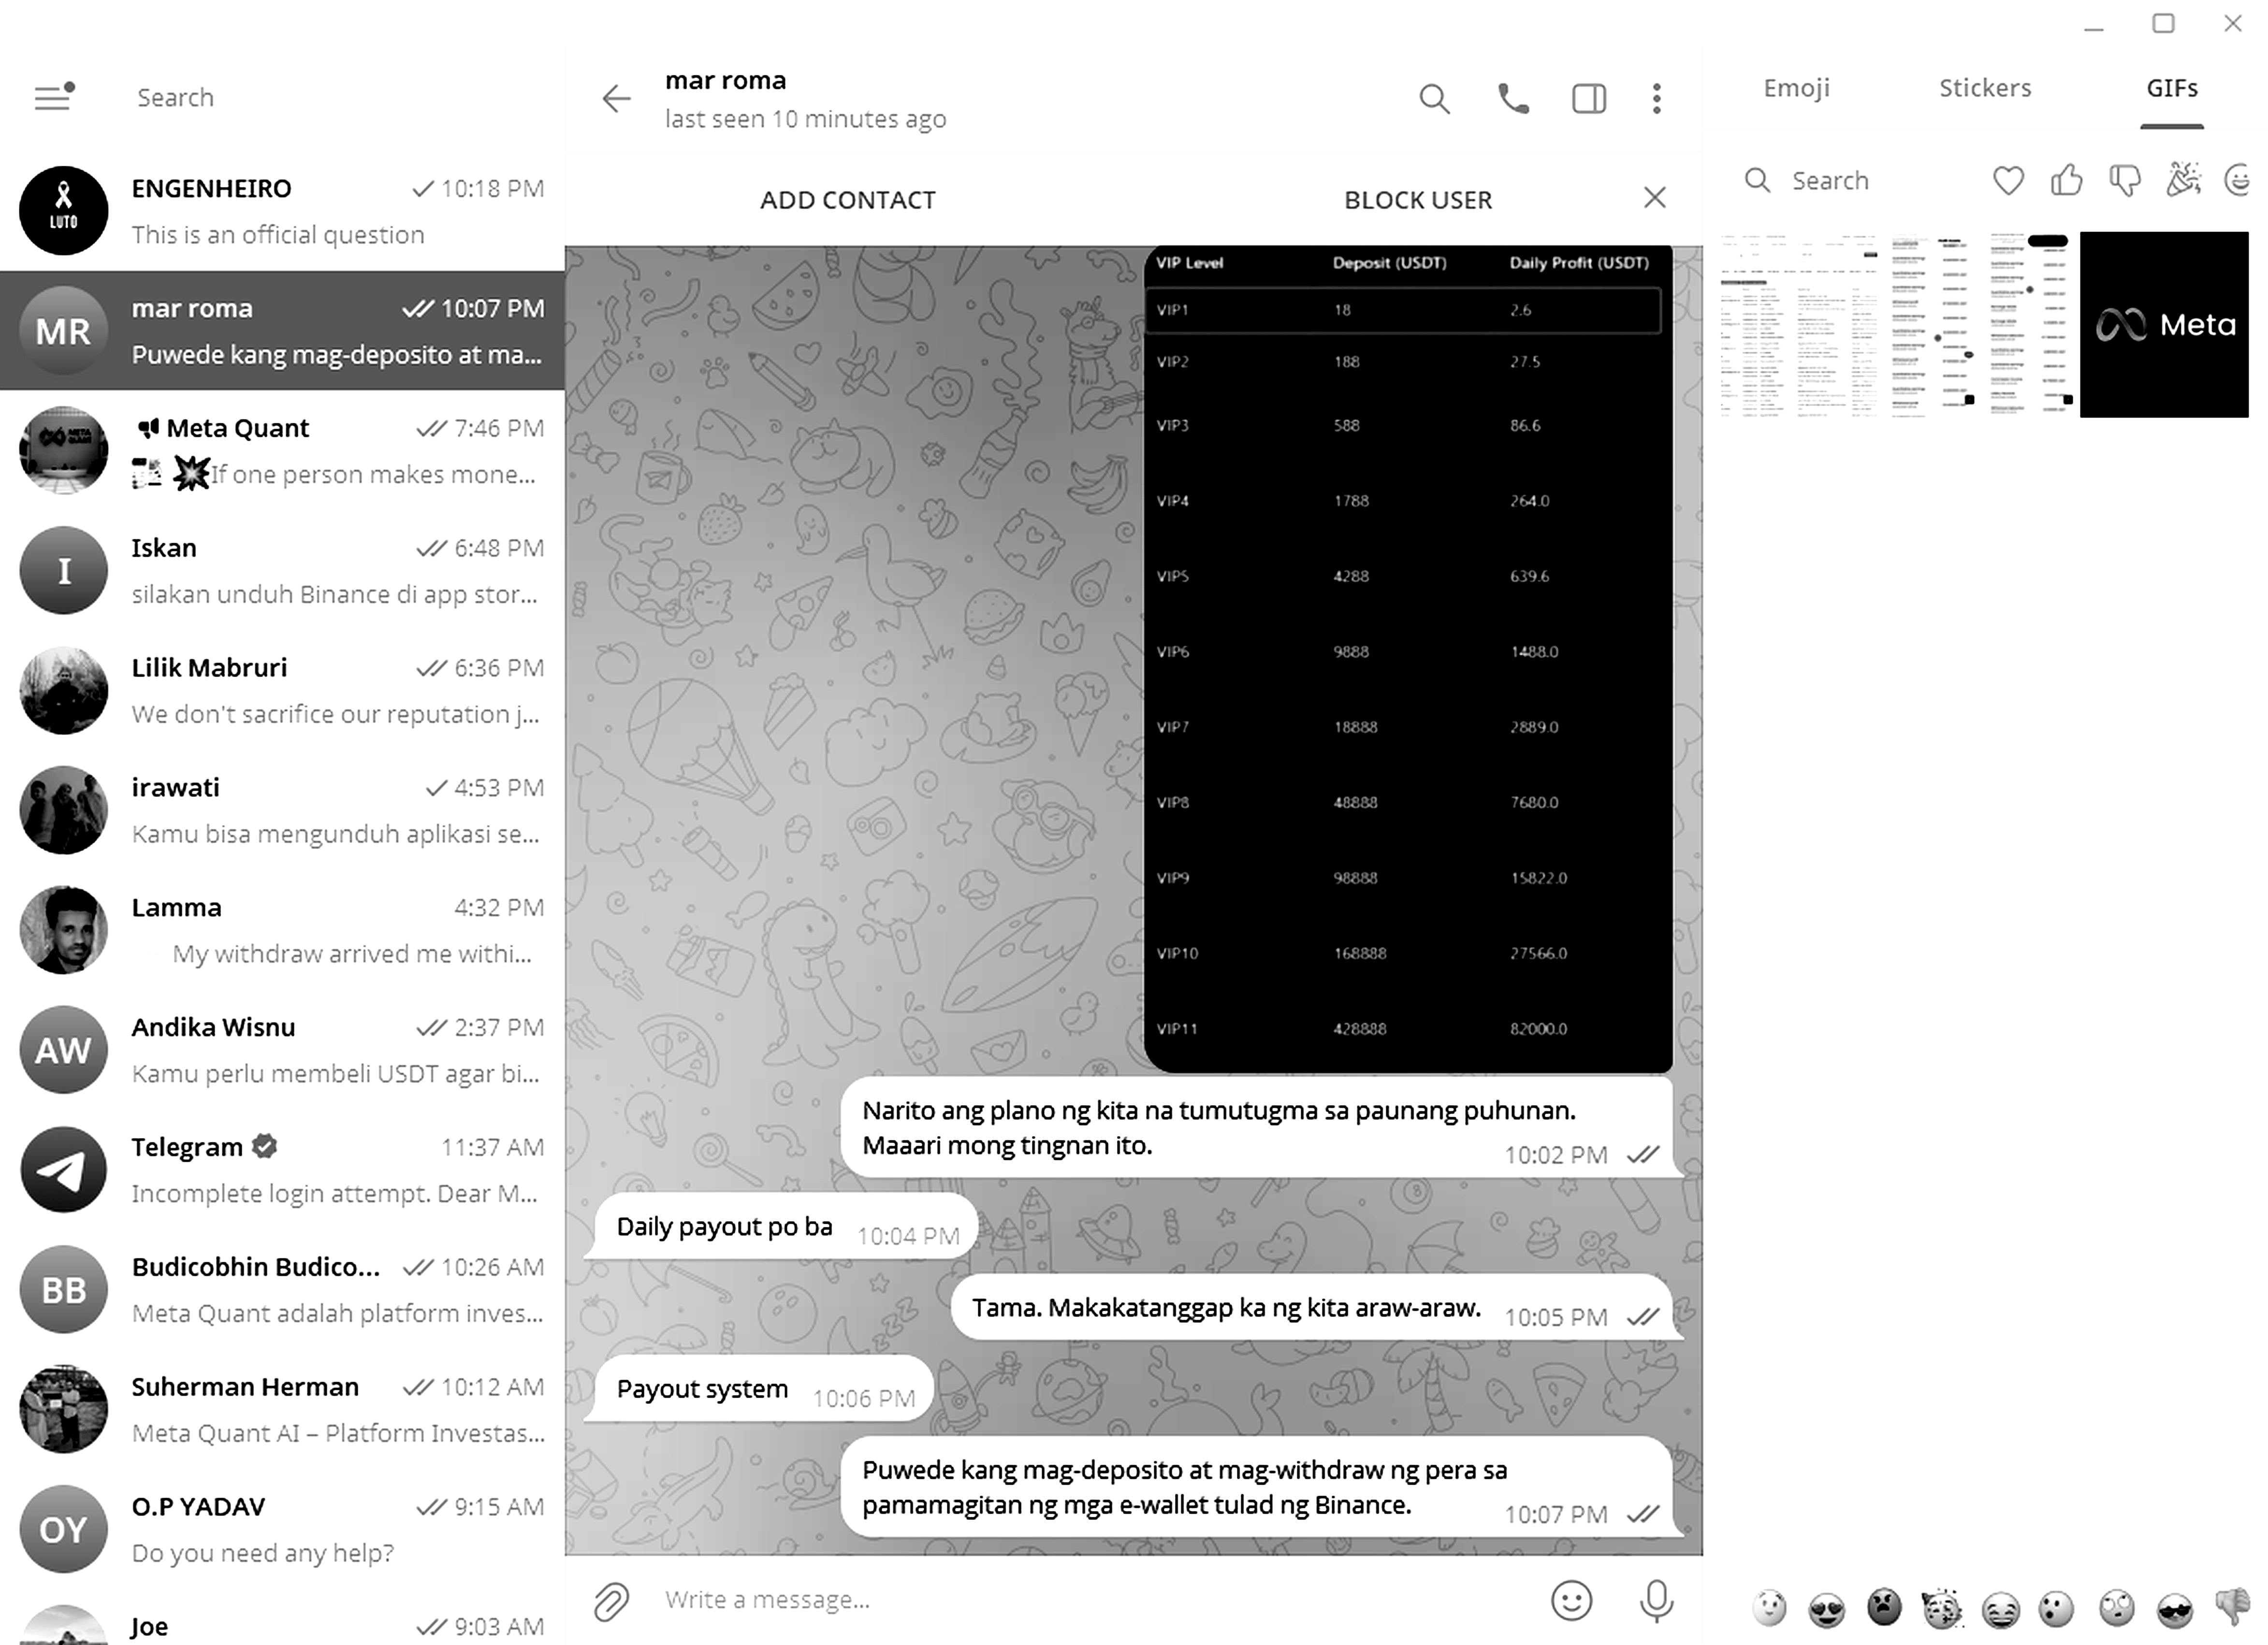 Search
ENGENHEIRO 10:18 PM
This is an official question
LUTO
MR
mar roma 10:07 PM
Puwede kang mag-deposito at ma...
Meta Quant 7:46 PM
If one person makes mone...
I
Iskan 6:48 PM
silakan unduh Binance di app stor...
Lilik Mabruri 6:36 PM
We don't sacrifice our reputation j...
irawati 4:53 PM
Kamu bisa mengunduh aplikasi se...
Lamma 4:32 PM
My withdraw arrived me withi...
AW
Andika Wisnu 2:37 PM
Kamu perlu membeli USDT agar bi...
Telegram 11:37 AM
Incomplete login attempt. Dear M...
BB
Budicobhin Budico... 10:26 AM
Meta Quant adalah platform inves...
Suherman Herman 10:12 AM
Meta Quant AI – Platform Investas...
OY
O.P YADAV 9:15 AM
Do you need any help?
Joe 9:03 AM
mar roma
last seen 10 minutes ago
ADD CONTACT BLOCK USER
VIP Level Deposit (USDT) Daily Profit (USDT)
VIP1 18 2.6
VIP2 188 27.5
VIP3 588 86.6
VIP4 1788 264.0
VIP5 4288 639.6
VIP6 9888 1488.0
VIP7 18888 2889.0
VIP8 48888 7680.0
VIP9 98888 15822.0
VIP10 168888 27566.0
VIP11 428888 82000.0
Narito ang plano ng kita na tumutugma sa paunang puhunan.
Maaari mong tingnan ito.
10:02 PM
Daily payout po ba 10:04 PM
Tama. Makakatanggap ka ng kita araw-araw. 10:05 PM
Payout system 10:06 PM
Puwede kang mag-deposito at mag-withdraw ng pera sa
pamamagitan ng mga e-wallet tulad ng Binance.
10:07 PM
Write a message...
Emoji Stickers GIFs
Search
Meta